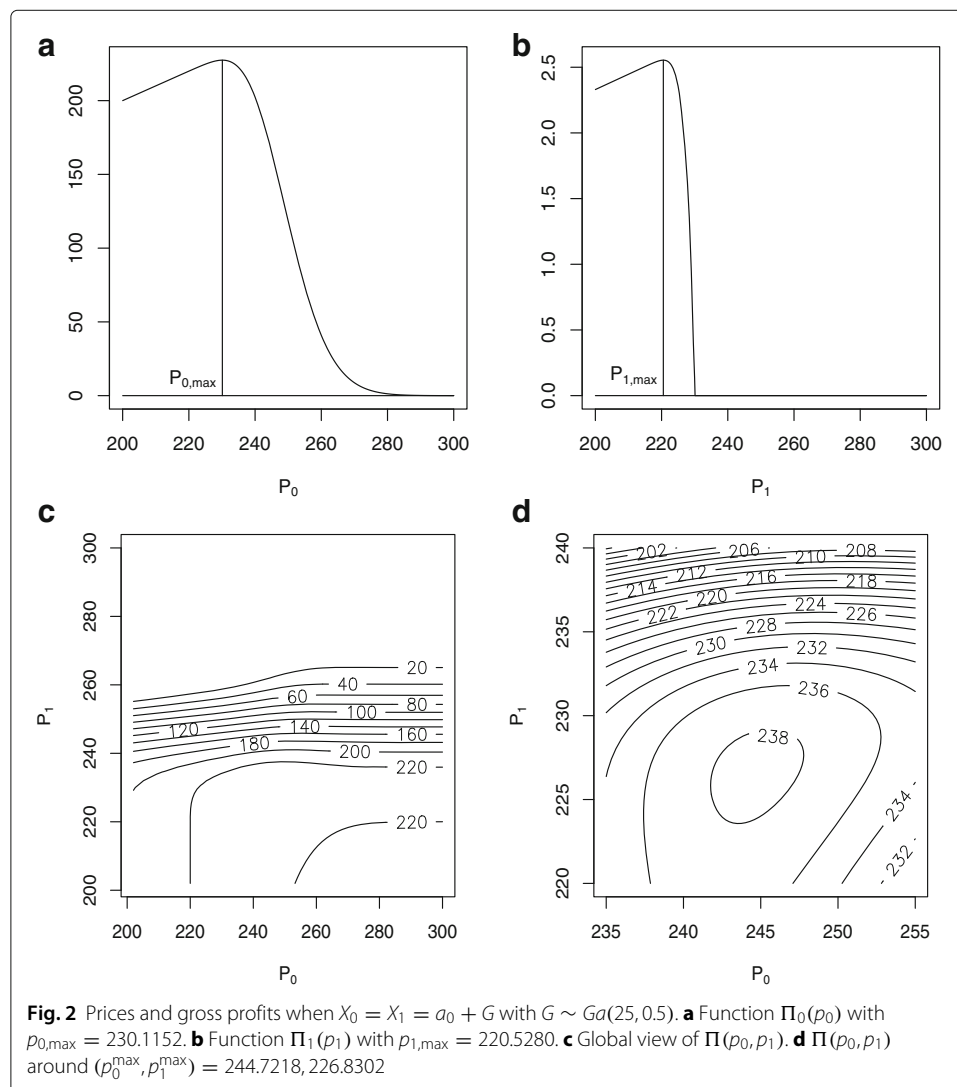 a
200
150
100
50
0
P0,max
200 220 240 260 280 300
P0
b
2.5
2.0
1.5
1.0
0.5
0.0
P1,max
200 220 240 260 280 300
P1
c
300
280
260
240
220
200
P1
20
40
60
80
100
120
140
160
180
200
220
220
200 220 240 260 280 300
P0
d
240
235
230
225
220
P1
202
206
208
210
212
214
216
218
220
222
224
226
228
230
232
234
236
238
234
232
235 240 245 250 255
P0
Fig. 2 Prices and gross profits when X0 = X1 = a0 + G with G ∼ Ga(25, 0.5). a Function Π0(p0) with
p0,max = 230.1152. b Function Π1(p1) with p1,max = 220.5280. c Global view of Π(p0, p1). d Π(p0, p1)
around (p0^max, p1^max) = 244.7218, 226.8302